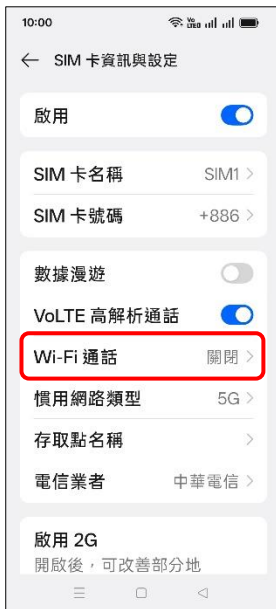 10:00
← SIM 卡資訊與設定
啟用
SIM 卡名稱 SIM1 >
SIM 卡號碼 +886 >
數據漫遊
VoLTE 高解析通話
Wi-Fi 通話 關閉 >
慣用網路類型 5G >
存取點名稱 >
電信業者 中華電信 >
啟用 2G
開啟後，可改善部分地